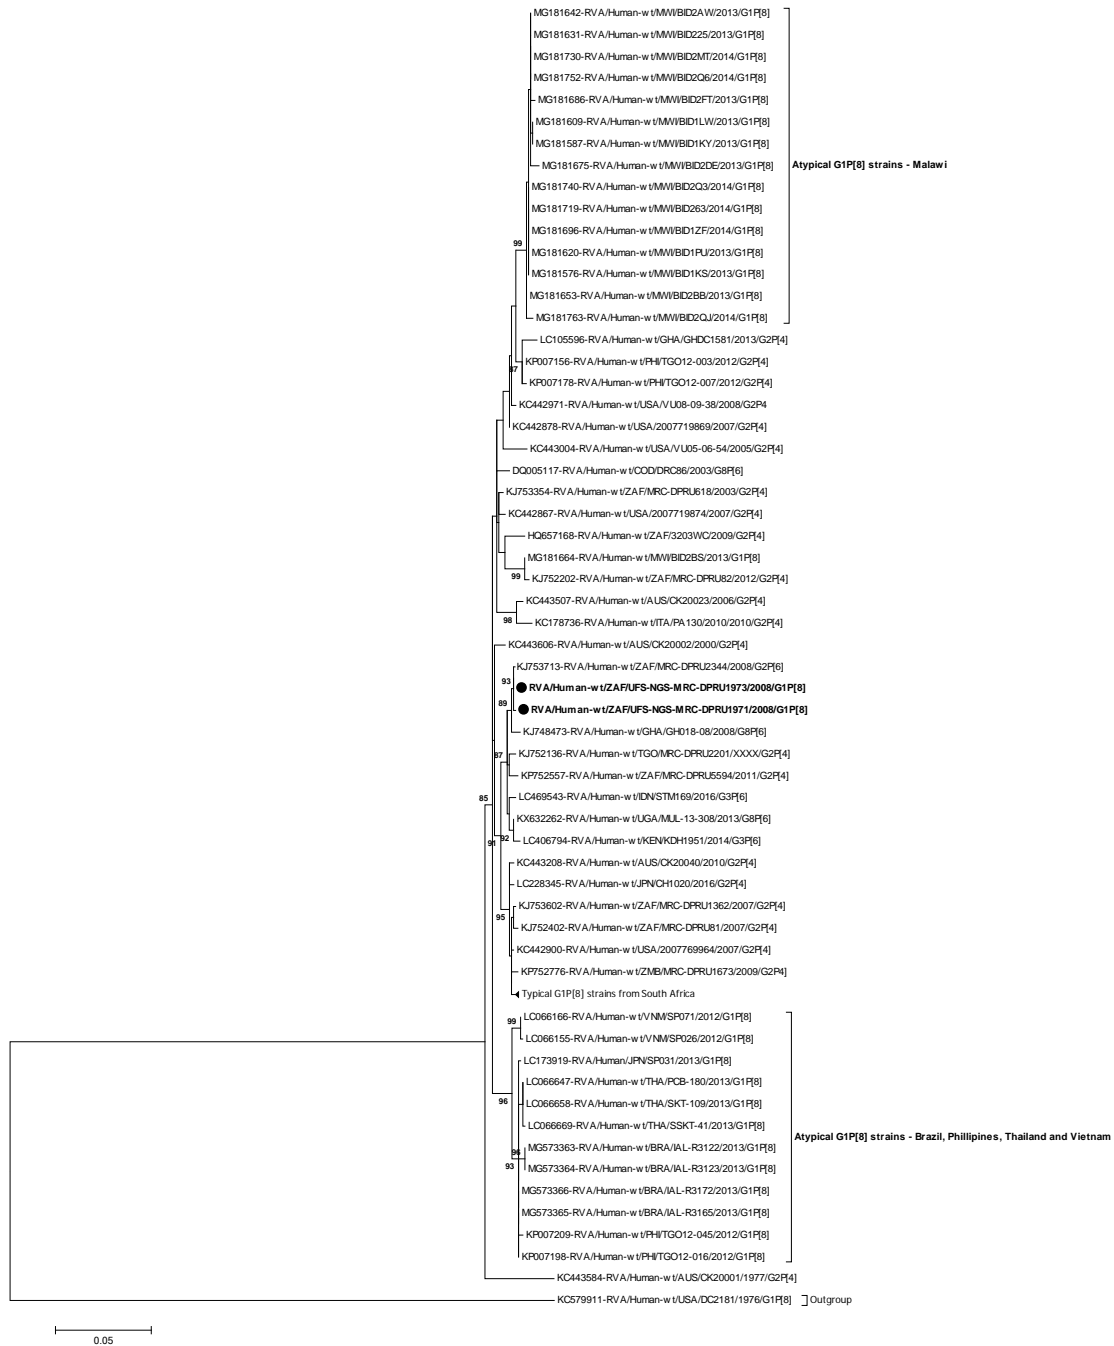 MG181642-RVA/Human-wt/MWI/BID2AW/2013/G1P[8]
MG181631-RVA/Human-wt/MWI/BID225/2013/G1P[8]
MG181730-RVA/Human-wt/MWI/BID2MT/2014/G1P[8]
MG181752-RVA/Human-wt/MWI/BID2Q6/2014/G1P[8]
MG181686-RVA/Human-wt/MWI/BID2FT/2013/G1P[8]
MG181609-RVA/Human-wt/MWI/BID1LW/2013/G1P[8]
MG181587-RVA/Human-wt/MWI/BID1KY/2013/G1P[8]
MG181675-RVA/Human-wt/MWI/BID2DE/2013/G1P[8]
Atypical G1P[8] strains - Malawi
MG181740-RVA/Human-wt/MWI/BID2Q3/2014/G1P[8]
MG181719-RVA/Human-wt/MWI/BID263/2014/G1P[8]
MG181696-RVA/Human-wt/MWI/BID1ZF/2014/G1P[8]
99
MG181620-RVA/Human-wt/MWI/BID1PU/2013/G1P[8]
MG181576-RVA/Human-wt/MWI/BID1KS/2013/G1P[8]
MG181653-RVA/Human-wt/MWI/BID2BB/2013/G1P[8]
MG181763-RVA/Human-wt/MWI/BID2QJ/2014/G1P[8]
LC105596-RVA/Human-wt/GHA/GHDC1581/2013/G2P[4]
KP007156-RVA/Human-wt/PHI/TGO12-003/2012/G2P[4]
87
KP007178-RVA/Human-wt/PHI/TGO12-007/2012/G2P[4]
KC442971-RVA/Human-wt/USA/VU08-09-38/2008/G2P4
KC442878-RVA/Human-wt/USA/2007719869/2007/G2P[4]
KC443004-RVA/Human-wt/USA/VU05-06-54/2005/G2P[4]
DQ005117-RVA/Human-wt/COD/DRC86/2003/G8P[6]
KJ753354-RVA/Human-wt/ZAF/MRC-DPRU618/2003/G2P[4]
KC442867-RVA/Human-wt/USA/2007719874/2007/G2P[4]
HQ657168-RVA/Human-wt/ZAF/3203WC/2009/G2P[4]
MG181664-RVA/Human-wt/MWI/BID2BS/2013/G1P[8]
99
KJ752202-RVA/Human-wt/ZAF/MRC-DPRU82/2012/G2P[4]
KC443507-RVA/Human-wt/AUS/CK20023/2006/G2P[4]
98
KC178736-RVA/Human-wt/ITA/PA130/2010/2010/G2P[4]
KC443606-RVA/Human-wt/AUS/CK20002/2000/G2P[4]
KJ753713-RVA/Human-wt/ZAF/MRC-DPRU2344/2008/G2P[6]
93
RVA/Human-wt/ZAF/UFS-NGS-MRC-DPRU1973/2008/G1P[8]
89
RVA/Human-wt/ZAF/UFS-NGS-MRC-DPRU1971/2008/G1P[8]
KJ748473-RVA/Human-wt/GHA/GH018-08/2008/G8P[6]
87
KJ752136-RVA/Human-wt/TGO/MRC-DPRU2201/XXXX/G2P[4]
KP752557-RVA/Human-wt/ZAF/MRC-DPRU5594/2011/G2P[4]
85
LC469543-RVA/Human-wt/IDN/STM169/2016/G3P[6]
KX632262-RVA/Human-wt/UGA/MUL-13-308/2013/G8P[6]
91
92
LC406794-RVA/Human-wt/KEN/KDH1951/2014/G3P[6]
KC443208-RVA/Human-wt/AUS/CK20040/2010/G2P[4]
LC228345-RVA/Human-wt/JPN/CH1020/2016/G2P[4]
KJ753602-RVA/Human-wt/ZAF/MRC-DPRU1362/2007/G2P[4]
95
KJ752402-RVA/Human-wt/ZAF/MRC-DPRU81/2007/G2P[4]
KC442900-RVA/Human-wt/USA/2007769964/2007/G2P[4]
KP752776-RVA/Human-wt/ZMB/MRC-DPRU1673/2009/G2P4]
Typical G1P[8] strains from South Africa
LC066166-RVA/Human-wt/VNM/SP071/2012/G1P[8]
99
LC066155-RVA/Human-wt/VNM/SP026/2012/G1P[8]
LC173919-RVA/Human/JPN/SP031/2013/G1P[8]
LC066647-RVA/Human-wt/THA/PCB-180/2013/G1P[8]
96
LC066658-RVA/Human-wt/THA/SKT-109/2013/G1P[8]
LC066669-RVA/Human-wt/THA/SSKT-41/2013/G1P[8]
Atypical G1P[8] strains - Brazil, Phillipines, Thailand and Vietnam
MG573363-RVA/Human-wt/BRA/IAL-R3122/2013/G1P[8]
96
93
MG573364-RVA/Human-wt/BRA/IAL-R3123/2013/G1P[8]
MG573366-RVA/Human-wt/BRA/IAL-R3172/2013/G1P[8]
MG573365-RVA/Human-wt/BRA/IAL-R3165/2013/G1P[8]
KP007209-RVA/Human-wt/PHI/TGO12-045/2012/G1P[8]
KP007198-RVA/Human-wt/PHI/TGO12-016/2012/G1P[8]
KC443584-RVA/Human-wt/AUS/CK20001/1977/G2P[4]
KC579911-RVA/Human-wt/USA/DC2181/1976/G1P[8]
Outgroup
0.05